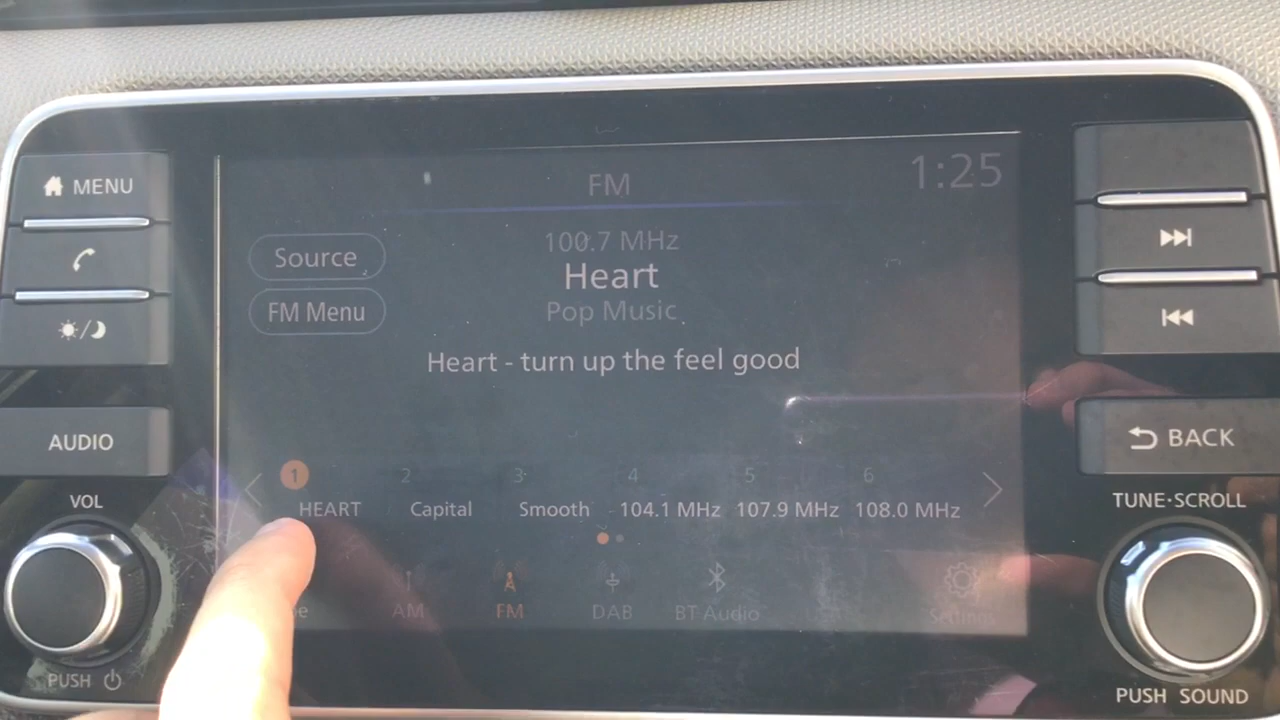 MENU
AUDIO
VOL
PUSH
FM
1:25
Source
FM Menu
100.7 MHz
Heart
Pop Music
Heart - turn up the feel good
1 2 3 4 5 6
HEART Capital Smooth 104.1 MHz 107.9 MHz 108.0 MHz
AM FM DAB BT Audio Settings
BACK
TUNE·SCROLL
PUSH SOUND